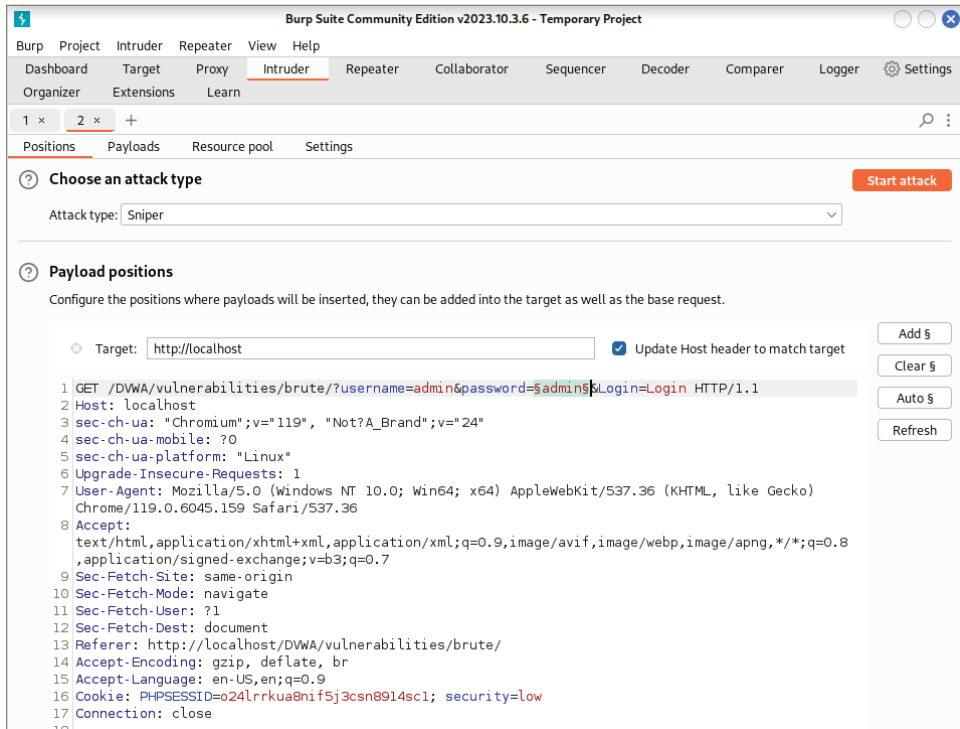 Burp Suite Community Edition v2023.10.3.6 - Temporary Project
Burp Project Intruder Repeater View Help
Dashboard Target Proxy Intruder Repeater Collaborator Sequencer Decoder Comparer Logger Settings
Organizer Extensions Learn
1 × 2 × +
Positions Payloads Resource pool Settings
? Choose an attack type
Start attack
Attack type: Sniper
? Payload positions
Configure the positions where payloads will be inserted, they can be added into the target as well as the base request.
Add §
Target: http://localhost Update Host header to match target
Clear §
1 GET /DVWA/vulnerabilities/brute/?username=admin&password=§admin§&Login=Login HTTP/1.1
Auto §
2 Host: localhost
3 sec-ch-ua: "Chromium";v="119", "Not?A_Brand";v="24"
Refresh
4 sec-ch-ua-mobile: ?0
5 sec-ch-ua-platform: "Linux"
6 Upgrade-Insecure-Requests: 1
7 User-Agent: Mozilla/5.0 (Windows NT 10.0; Win64; x64) AppleWebKit/537.36 (KHTML, like Gecko)
Chrome/119.0.6045.159 Safari/537.36
8 Accept:
text/html,application/xhtml+xml,application/xml;q=0.9,image/avif,image/webp,image/apng,*/*;q=0.8
,application/signed-exchange;v=b3;q=0.7
9 Sec-Fetch-Site: same-origin
10 Sec-Fetch-Mode: navigate
11 Sec-Fetch-User: ?1
12 Sec-Fetch-Dest: document
13 Referer: http://localhost/DVWA/vulnerabilities/brute/
14 Accept-Encoding: gzip, deflate, br
15 Accept-Language: en-US,en;q=0.9
16 Cookie: PHPSESSID=o24lrrkua8nif5j3csn8914sc1; security=low
17 Connection: close